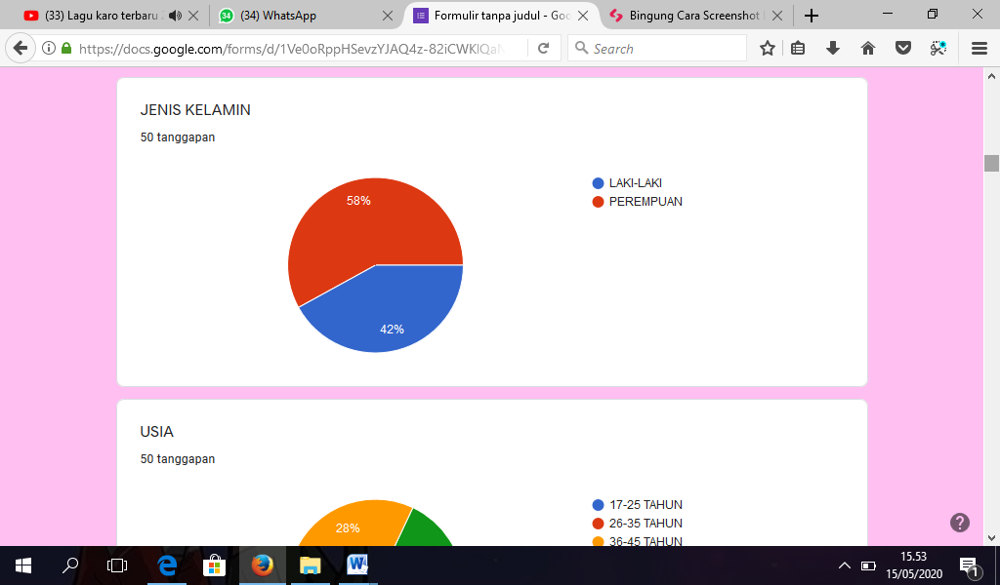 (33) Lagu karo terbaru
(34) WhatsApp
Formulir tanpa judul - Goo
Bingung Cara Screenshot
https://docs.google.com/forms/d/1Ve0oRppHSevzYJAQ4z-82iCWKlQaN
Search
JENIS KELAMIN
50 tanggapan
58%
42%
LAKI-LAKI
PEREMPUAN
USIA
50 tanggapan
28%
17-25 TAHUN
26-35 TAHUN
36-45 TAHUN
15.53
15/05/2020
1